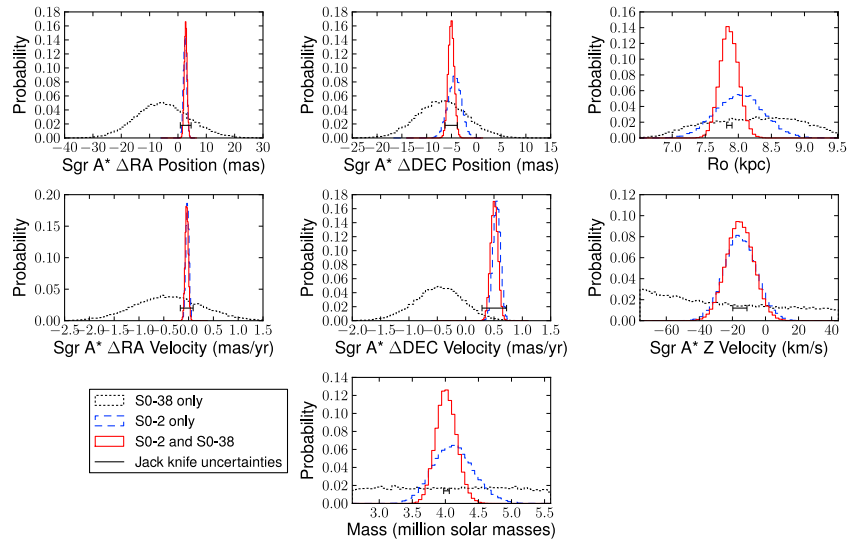 0.18
0.16
0.14
0.12
0.10
0.08
0.06
0.04
0.02
0.00
Probability
−40 −30 −20 −10 0 10 20 30
Sgr A* ΔRA Position (mas)
0.18
0.16
0.14
0.12
0.10
0.08
0.06
0.04
0.02
0.00
Probability
−25 −20 −15 −10 −5 0 5 10 15
Sgr A* ΔDEC Position (mas)
0.16
0.14
0.12
0.10
0.08
0.06
0.04
0.02
0.00
Probability
6.5 7.0 7.5 8.0 8.5 9.0 9.5
Ro (kpc)
0.20
0.15
0.10
0.05
0.00
Probability
−2.5 −2.0 −1.5 −1.0 −0.5 0.0 0.5 1.0 1.5
Sgr A* ΔRA Velocity (mas/yr)
0.18
0.16
0.14
0.12
0.10
0.08
0.06
0.04
0.02
0.00
Probability
−2.0 −1.5 −1.0 −0.5 0.0 0.5 1.0 1.5
Sgr A* ΔDEC Velocity (mas/yr)
0.12
0.10
0.08
0.06
0.04
0.02
0.00
Probability
−60 −40 −20 0 20 40
Sgr A* Z Velocity (km/s)
S0-38 only
S0-2 only
S0-2 and S0-38
Jack knife uncertainties
0.14
0.12
0.10
0.08
0.06
0.04
0.02
0.00
Probability
3.0 3.5 4.0 4.5 5.0 5.5
Mass (million solar masses)